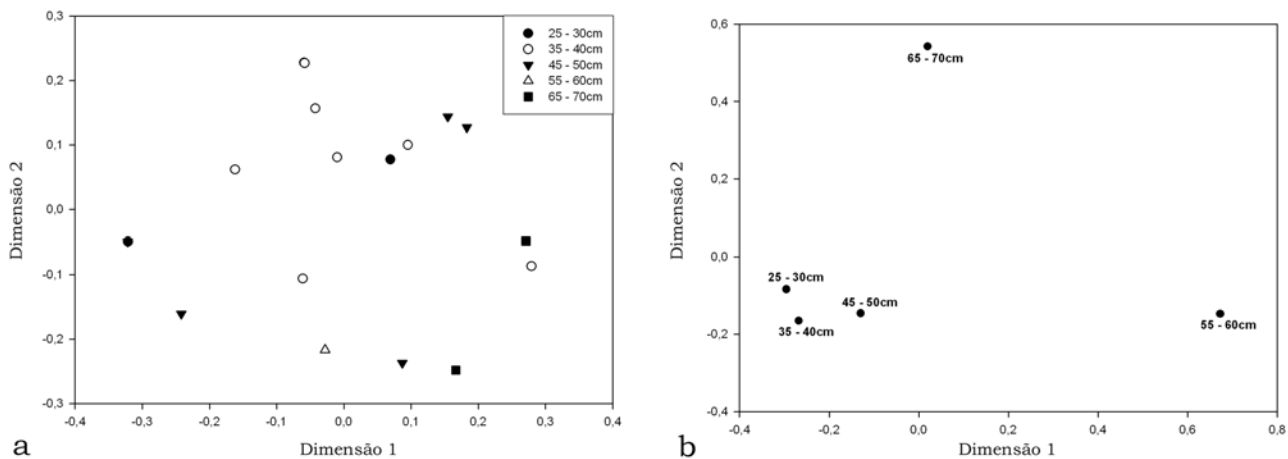 0,3
0,2
0,1
0,0
-0,1
-0,2
-0,3
Dimensão 2
25 - 30cm
35 - 40cm
45 - 50cm
55 - 60cm
65 - 70cm
-0,4 -0,3 -0,2 -0,1 0,0 0,1 0,2 0,3 0,4
Dimensão 1
a
0,6
0,4
0,2
0,0
-0,2
-0,4
Dimensão 2
65 - 70cm
25 - 30cm
45 - 50cm
35 - 40cm
55 - 60cm
-0,4 -0,2 0,0 0,2 0,4 0,6 0,8
Dimensão 1
b